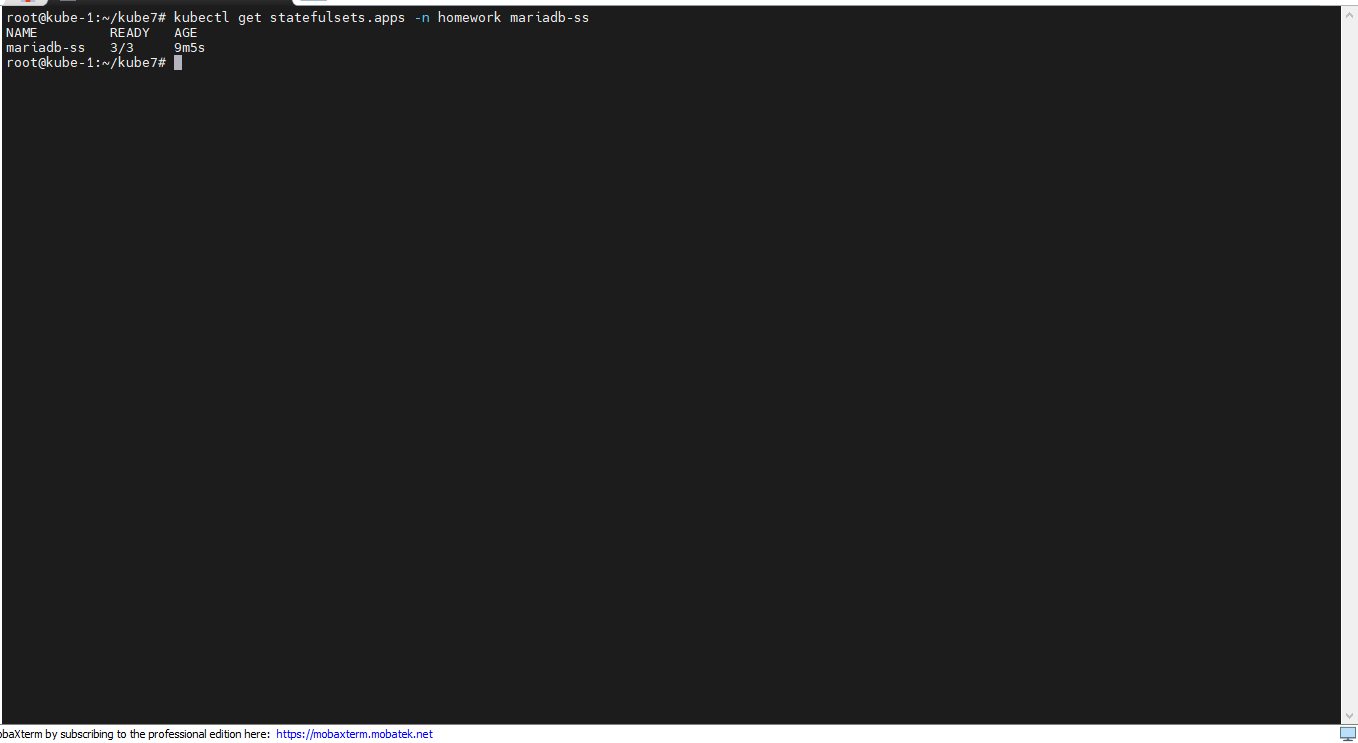 root@kube-1:~/kube7# kubectl get statefulsets.apps -n homework mariadb-ss
NAME READY AGE
mariadb-ss 3/3 9m5s
root@kube-1:~/kube7#
by subscribing to the professional edition here: https://mobaxterm.mobatek.net